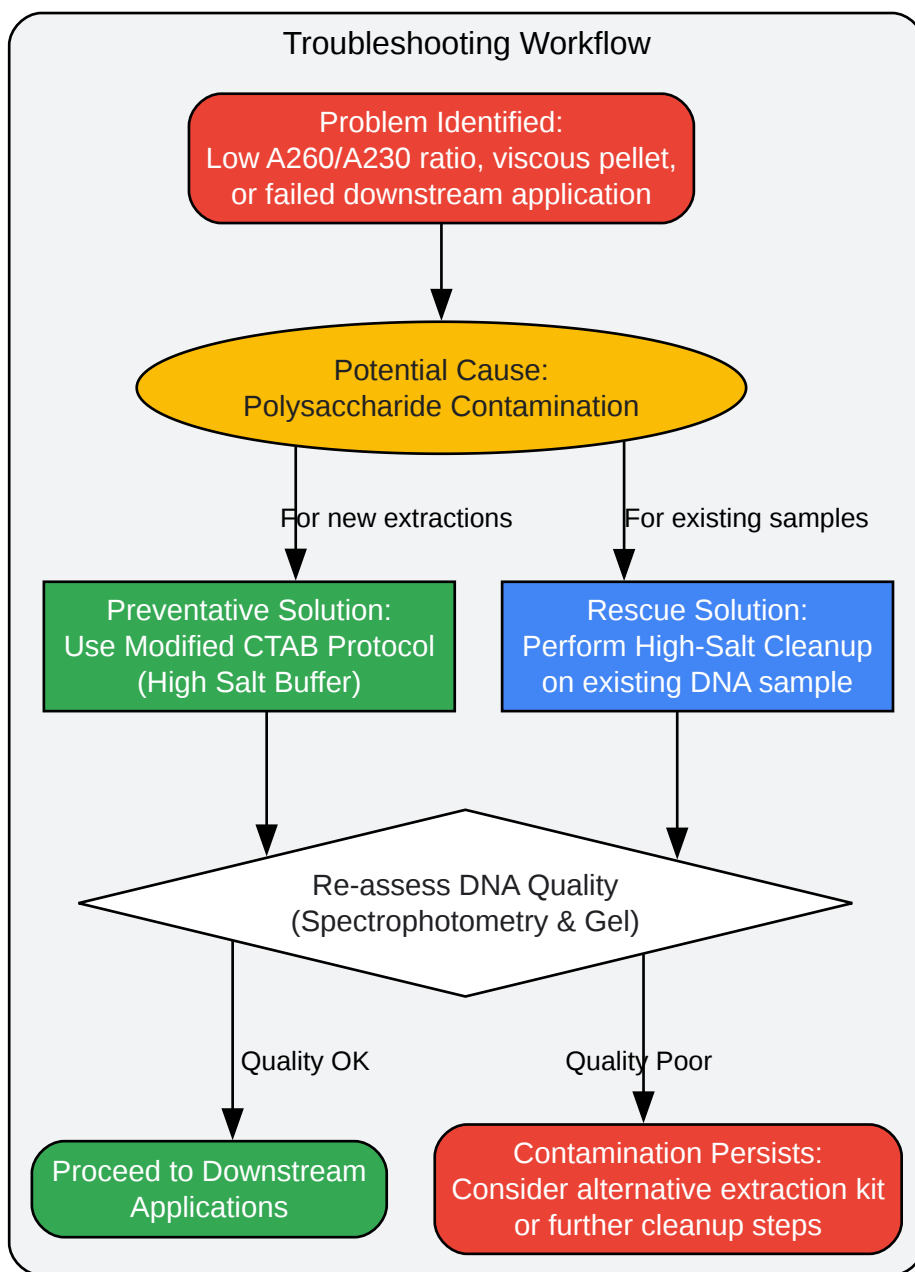 Troubleshooting Workflow
Problem Identified:
Low A260/A230 ratio, viscous pellet,
or failed downstream application
Potential Cause:
Polysaccharide Contamination
For new extractions
For existing samples
Preventative Solution:
Use Modified CTAB Protocol
(High Salt Buffer)
Rescue Solution:
Perform High-Salt Cleanup
on existing DNA sample
Re-assess DNA Quality
(Spectrophotometry & Gel)
Quality OK
Quality Poor
Proceed to Downstream
Applications
Contamination Persists:
Consider alternative extraction kit
or further cleanup steps